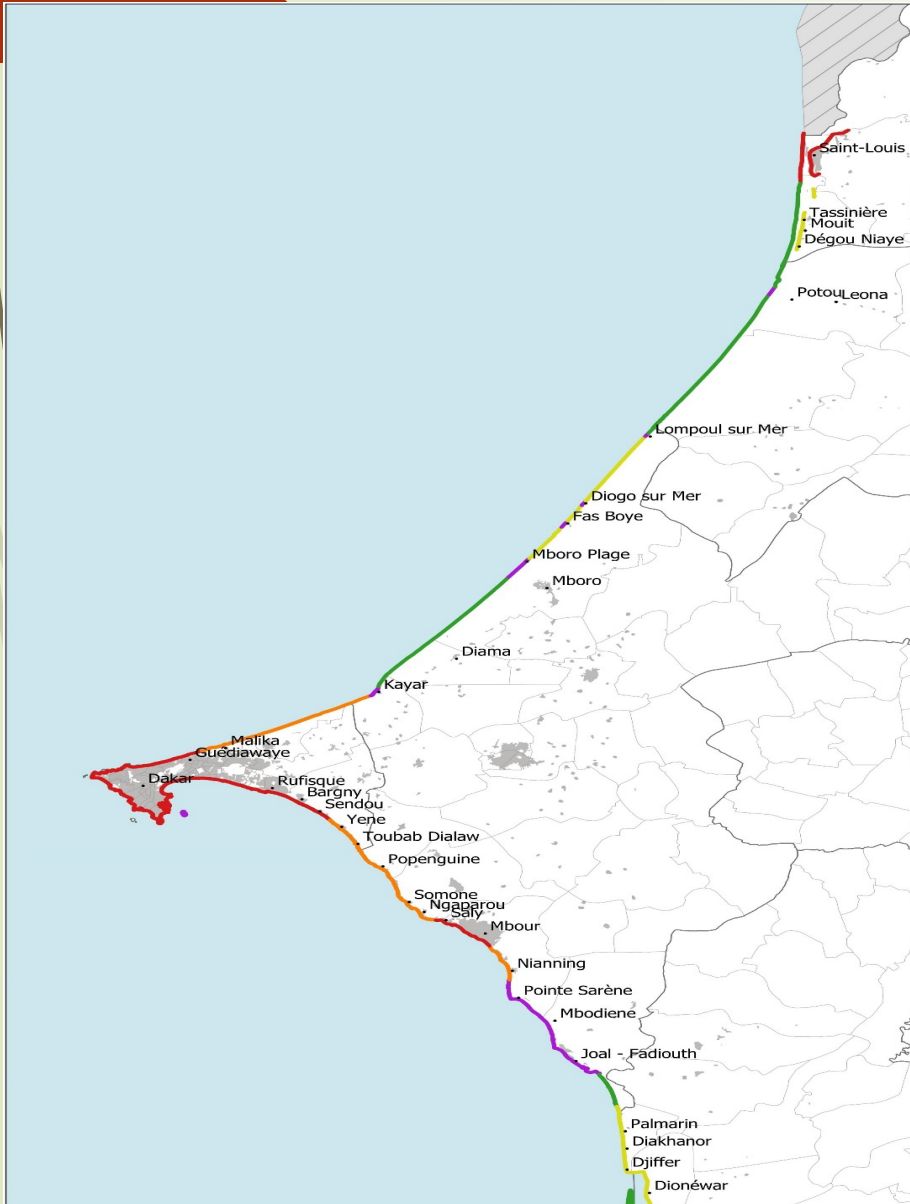 Saint-Louis
Tassinière
Mouit
Dégou Niaye
Potou
Leona
Lompoul sur Mer
Diogo sur Mer
Fas Boye
Mboro Plage
Mboro
Diama
Kayar
Malika
Guédiawaye
Dakar
Rufisque
Bargny
Sendou
Yene
Toubab Dialaw
Popenguine
Somone
Ngaparou
Saly
Mbour
Nianning
Pointe Sarène
Mbodiene
Joal - Fadiouth
Palmarin
Diakhanor
Djiffer
Dionéwar